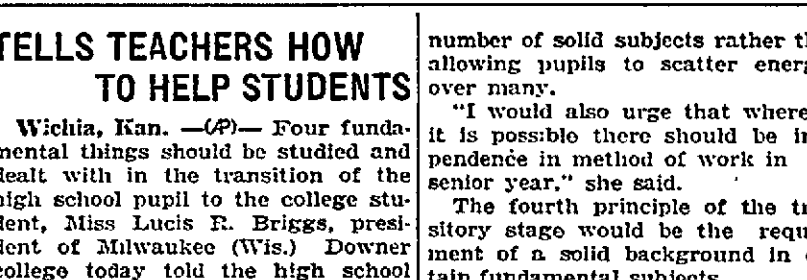 TELLS TEACHERS HOW
TO HELP STUDENTS
Wichia, Kan. —(AP)— Four funda-
mental things should be studied and
dealt with in the transition of the
high school pupil to the college stu-
dent, Miss Lucis R. Briggs, presi-
dent of Milwaukee (Wis.) Downer
college today told the high school
number of solid subjects rather th
allowing pupils to scatter energ
over many.
"I would also urge that where
it is possible there should be in
pendence in method of work in
senior year." she said.
The fourth principle of the tr
sitory stage would be the requ
ment of a solid background in
tain fundamental subjects